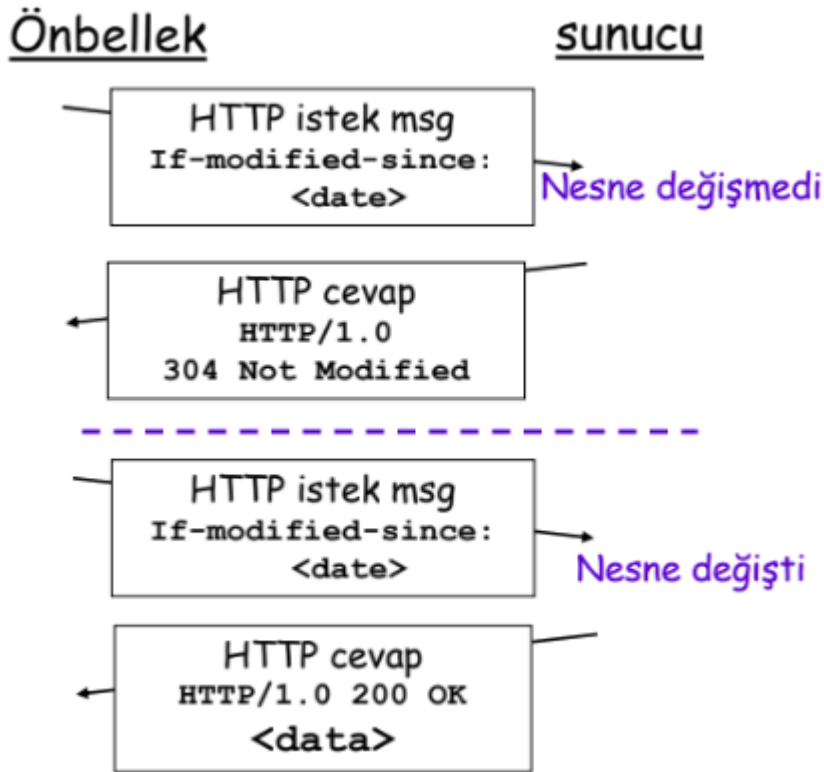 Önbellek
sunucu
HTTP istek msg
If-modified-since:
<date>
Nesne değişmedi
HTTP cevap
HTTP/1.0
304 Not Modified
HTTP istek msg
If-modified-since:
<date>
Nesne değişti
HTTP cevap
HTTP/1.0 200 OK
<data>